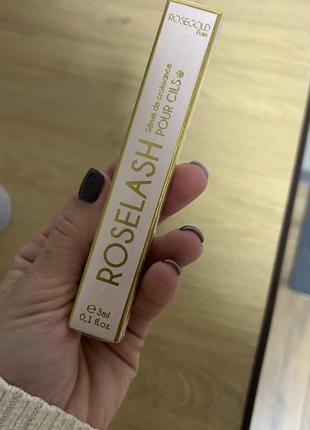 ROSEGOLD
Paris
ROSELASH
Sérum de croissance
POUR CILS
℮3ml
0,1 fl.oz.